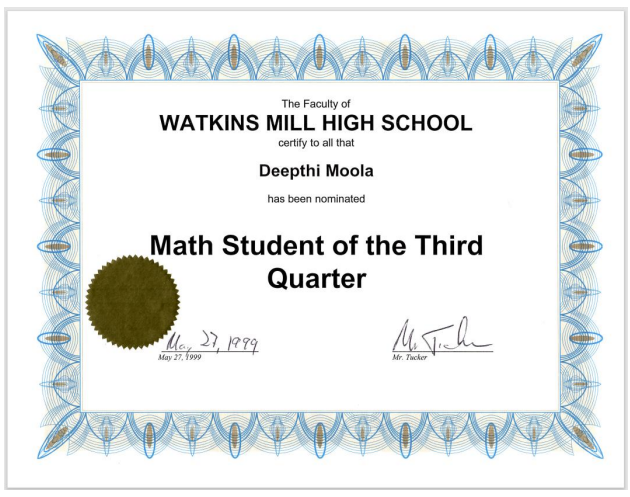 The Faculty of
WATKINS MILL HIGH SCHOOL
certify to all that
Deepthi Moola
has been nominated
Math Student of the Third
Quarter
May 27, 1999
May 27, 1999
Mr. Tucker
Mr. Tucker